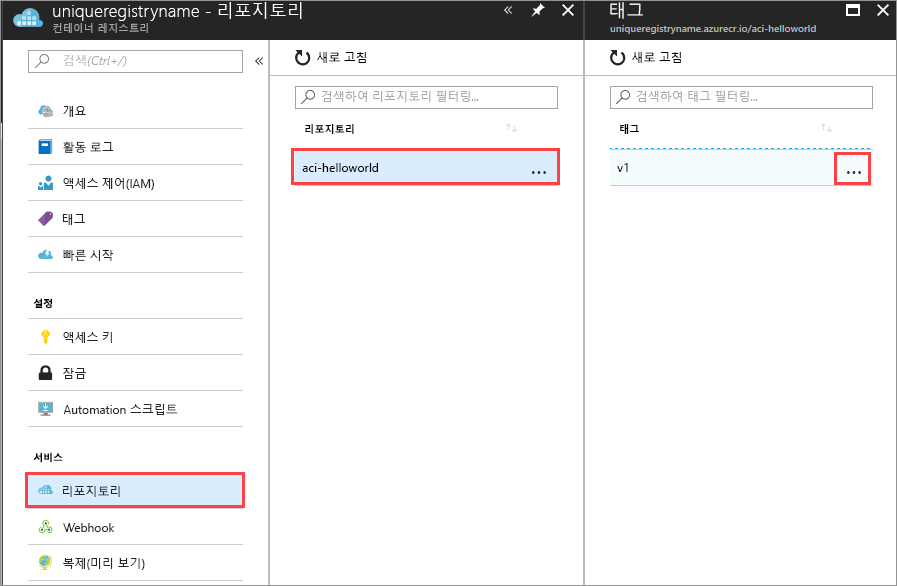 uniqueregistryname - 리포지토리
컨테이너 레지스트리
검색(Ctrl+/)
개요
활동 로그
액세스 제어(IAM)
태그
빠른 시작
설정
액세스 키
잠금
Automation 스크립트
서비스
리포지토리
Webhook
복제(미리 보기)
새로 고침
검색하여 리포지토리 필터링...
리포지토리
aci-helloworld
태그
uniqueregistryname.azurecr.io/aci-helloworld
새로 고침
검색하여 태그 필터링...
태그
v1